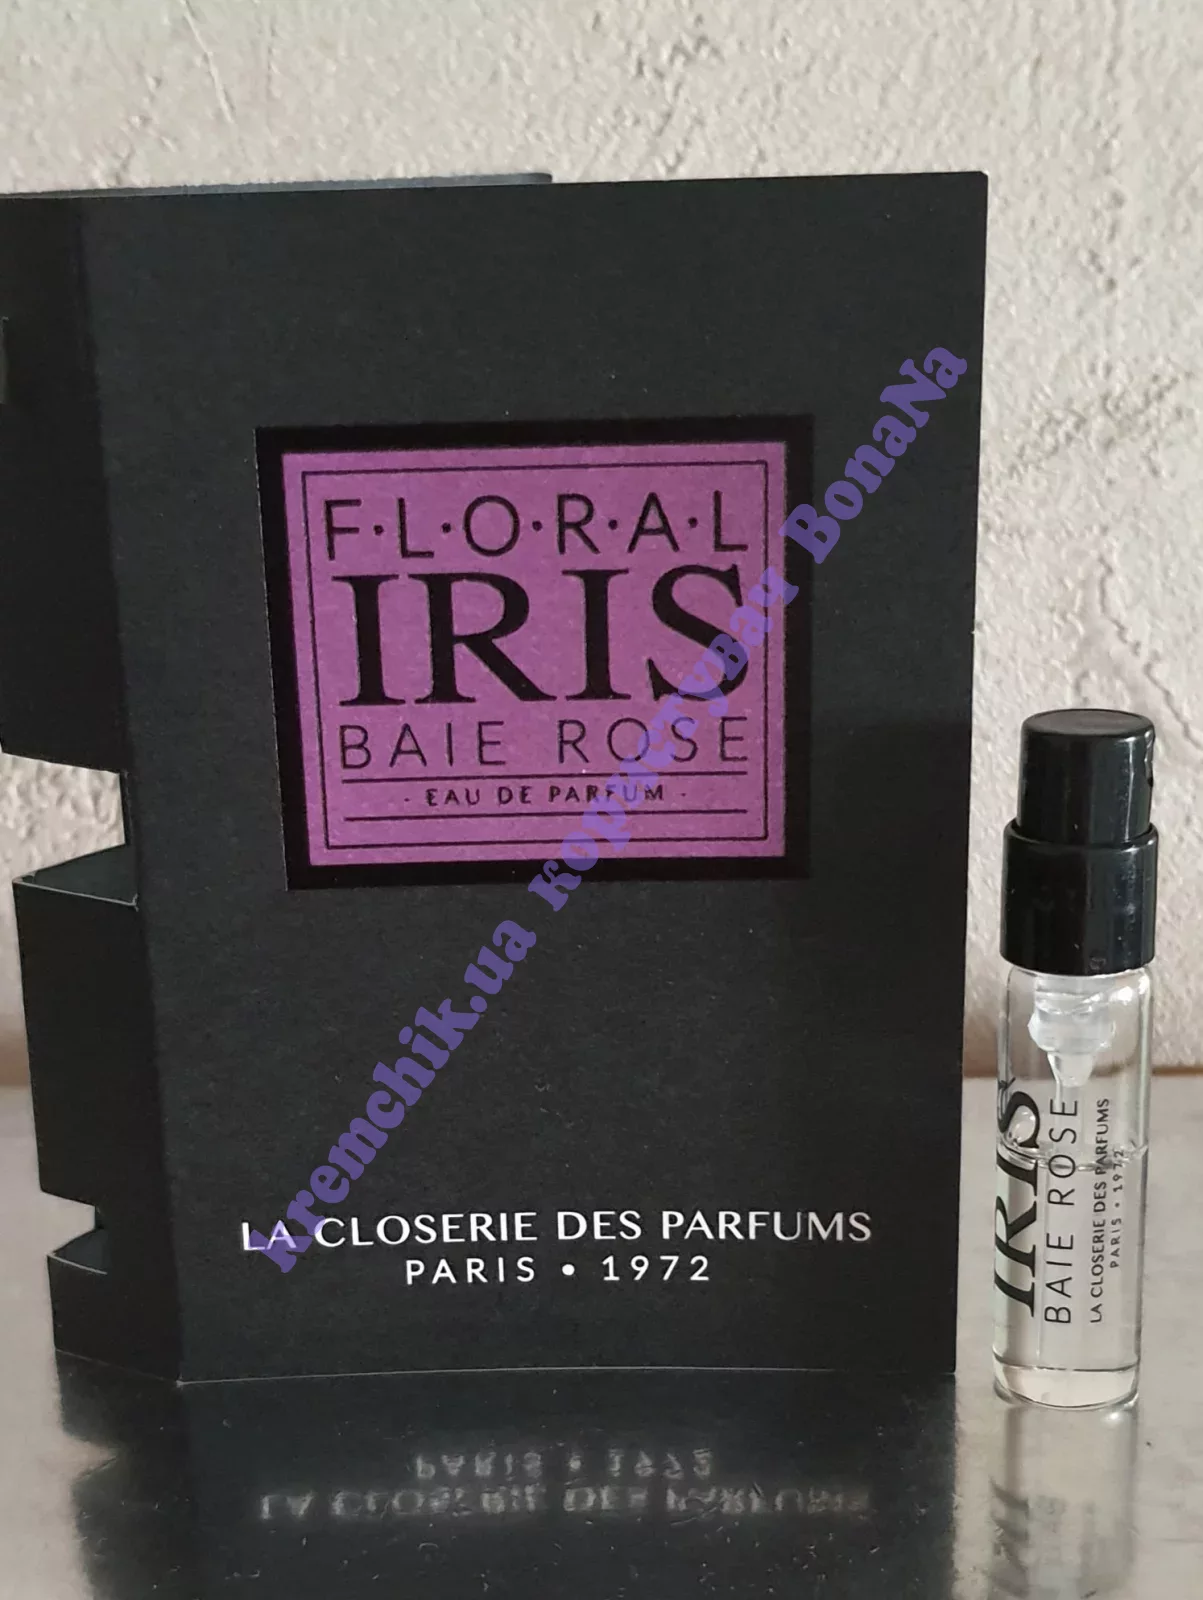 F·L·O·R·A·L
IRIS
BAIE ROSE
· EAU DE PARFUM ·
LA CLOSERIE DES PARFUMS
PARIS • 1972
kremchik.ua користувач BonaNa
IRIS
BAIE ROSE
LA CLOSERIE DES PARFUMS
PARIS • 1972